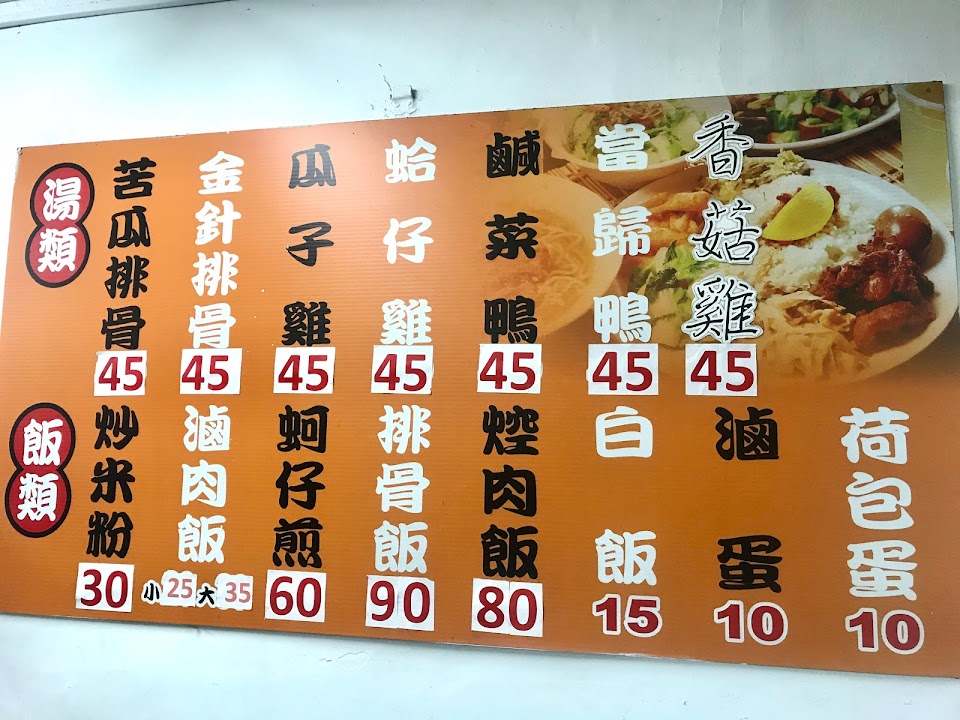 湯類
苦瓜排骨
45
金針排骨
45
瓜子雞
45
蛤仔雞
45
鹹菜鴨
45
當歸鴨
45
香菇雞
45
飯類
炒米粉
30
滷肉飯
小25大35
蚵仔煎
60
排骨飯
90
焢肉飯
80
白飯
15
滷蛋
10
荷包蛋
10